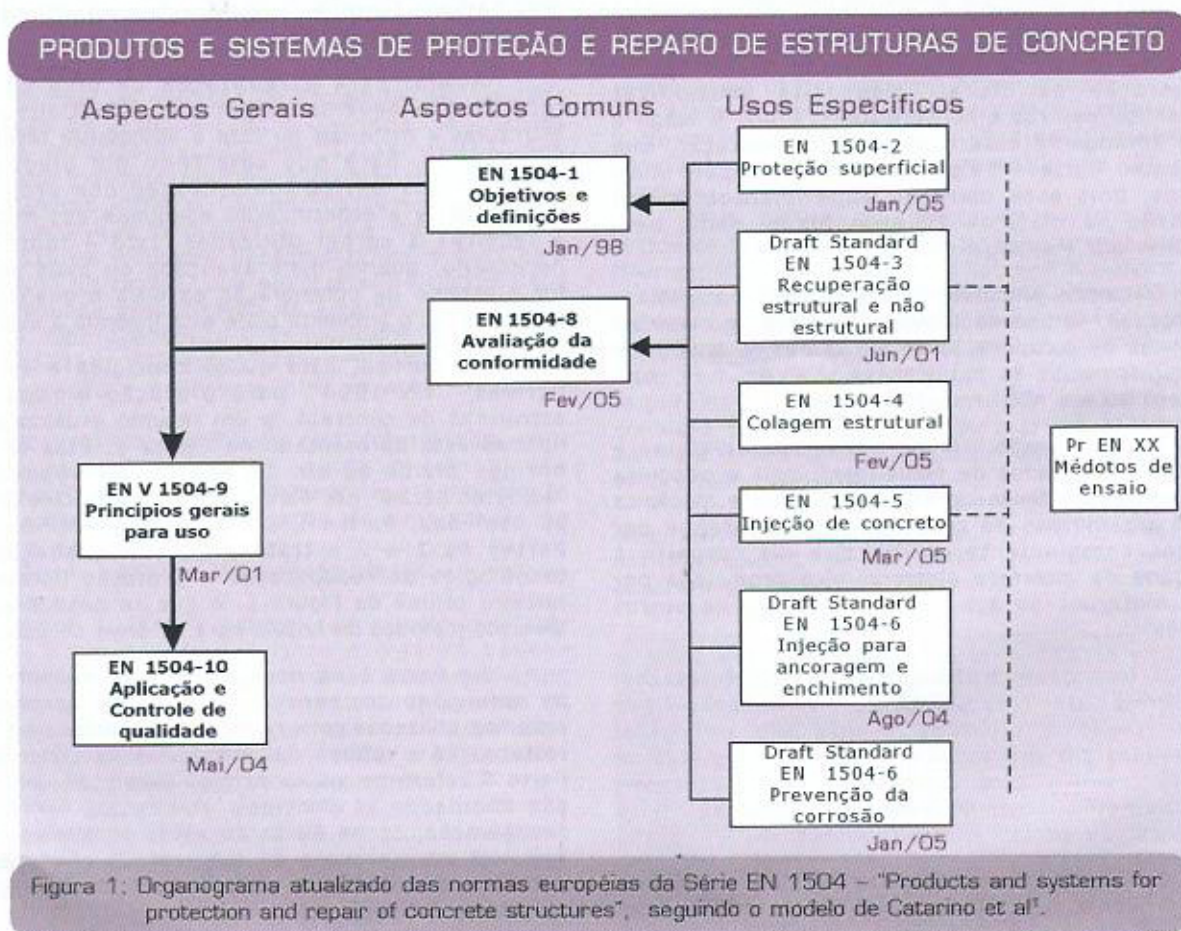 PRODUTOS E SISTEMAS DE PROTEÇÃO E REPARO DE ESTRUTURAS DE CONCRETO
Aspectos Gerais
Aspectos Comuns
Usos Específicos
EN 1504-1
Objetivos e
definições
Jan/98
EN 1504-8
Avaliação da
conformidade
Fev/05
EN V 1504-9
Princípios gerais
para uso
Mar/01
EN 1504-10
Aplicação e
Controle de
qualidade
Mai/04
EN 1504-2
Proteção superficial
Jan/05
Draft Standard
EN 1504-3
Recuperação
estrutural e não
estrutural
Jun/01
EN 1504-4
Colagem estrutural
Fev/05
EN 1504-5
Injeção de concreto
Mar/05
Draft Standard
EN 1504-6
Injeção para
ancoragem e
enchimento
Ago/04
Draft Standard
EN 1504-6
Prevenção da
corrosão
Jan/05
Pr EN XX
Médotos de
ensaio
Figura 1: Organograma atualizado das normas européias da Série EN 1504 – "Products and systems for
protection and repair of concrete structures", seguindo o modelo de Catarino et al³.